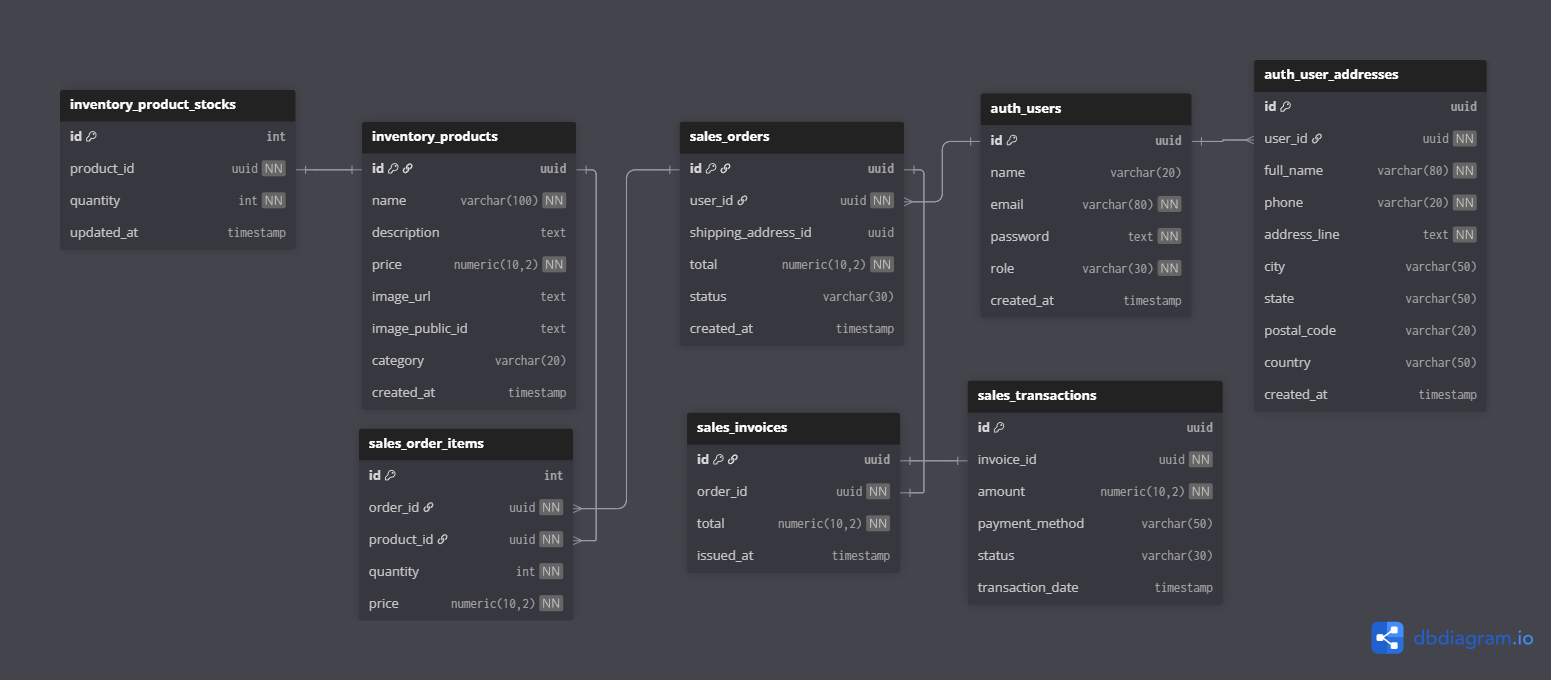 inventory_product_stocks
id int
product_id uuid NN
quantity int NN
updated_at timestamp
inventory_products
id uuid
name varchar(100) NN
description text
price numeric(10,2) NN
image_url text
image_public_id text
category varchar(20)
created_at timestamp
sales_order_items
id int
order_id uuid NN
product_id uuid NN
quantity int NN
price numeric(10,2) NN
sales_orders
id uuid
user_id uuid NN
shipping_address_id uuid
total numeric(10,2) NN
status varchar(30)
created_at timestamp
sales_invoices
id uuid
order_id uuid NN
total numeric(10,2) NN
issued_at timestamp
auth_users
id uuid
name varchar(20)
email varchar(80) NN
password text NN
role varchar(30) NN
created_at timestamp
sales_transactions
id uuid
invoice_id uuid NN
amount numeric(10,2) NN
payment_method varchar(50)
status varchar(30)
transaction_date timestamp
auth_user_addresses
id uuid
user_id uuid NN
full_name varchar(80) NN
phone varchar(20) NN
address_line text NN
city varchar(50)
state varchar(50)
postal_code varchar(20)
country varchar(50)
created_at timestamp
dbdiagram.io